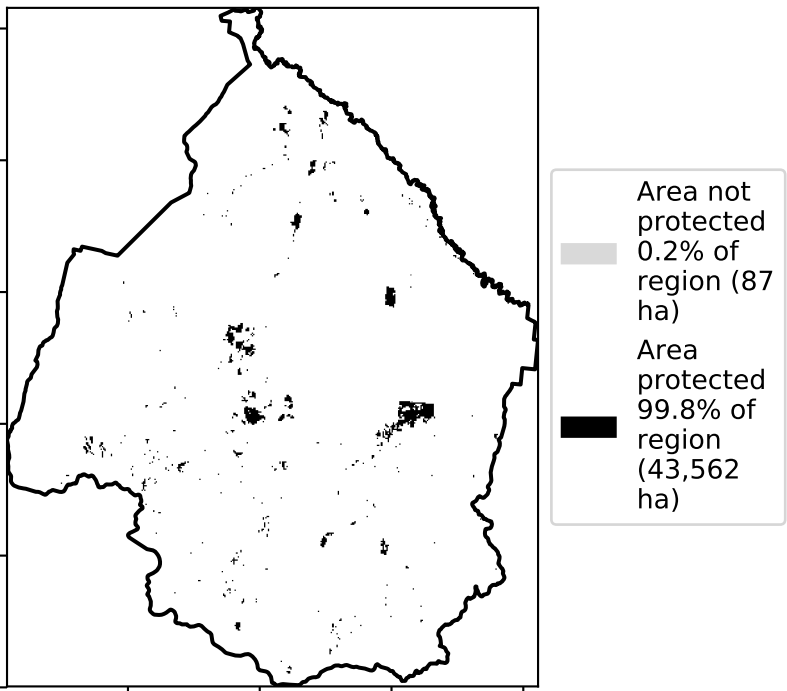 Area not
protected
0.2% of
region (87
ha)
Area
protected
99.8% of
region
(43,562
ha)